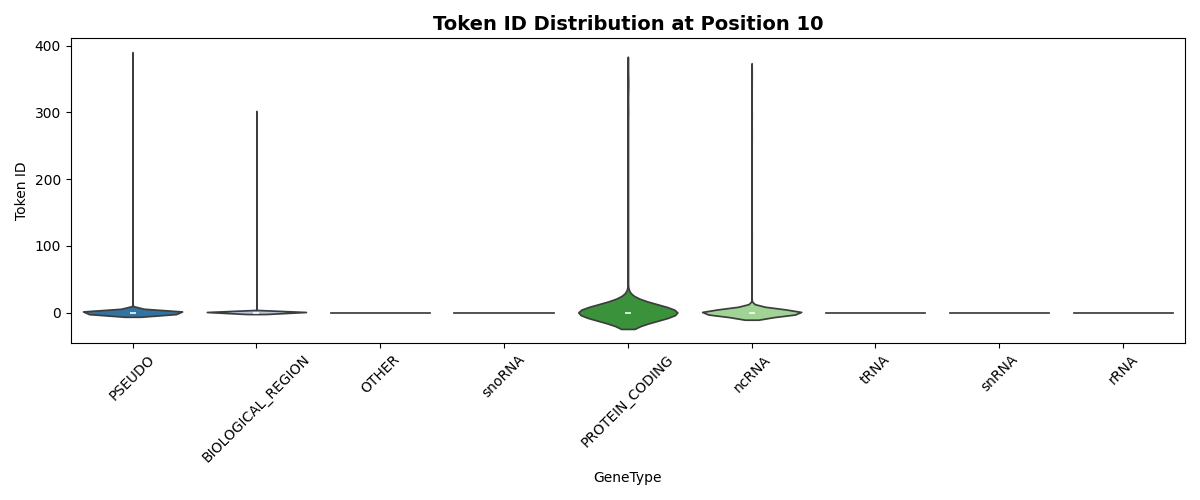 Token ID Distribution at Position 10
400
300
200
100
0
Token ID
PSEUDO
BIOLOGICAL_REGION
OTHER
snoRNA
PROTEIN_CODING
ncRNA
tRNA
snRNA
rRNA
GeneType